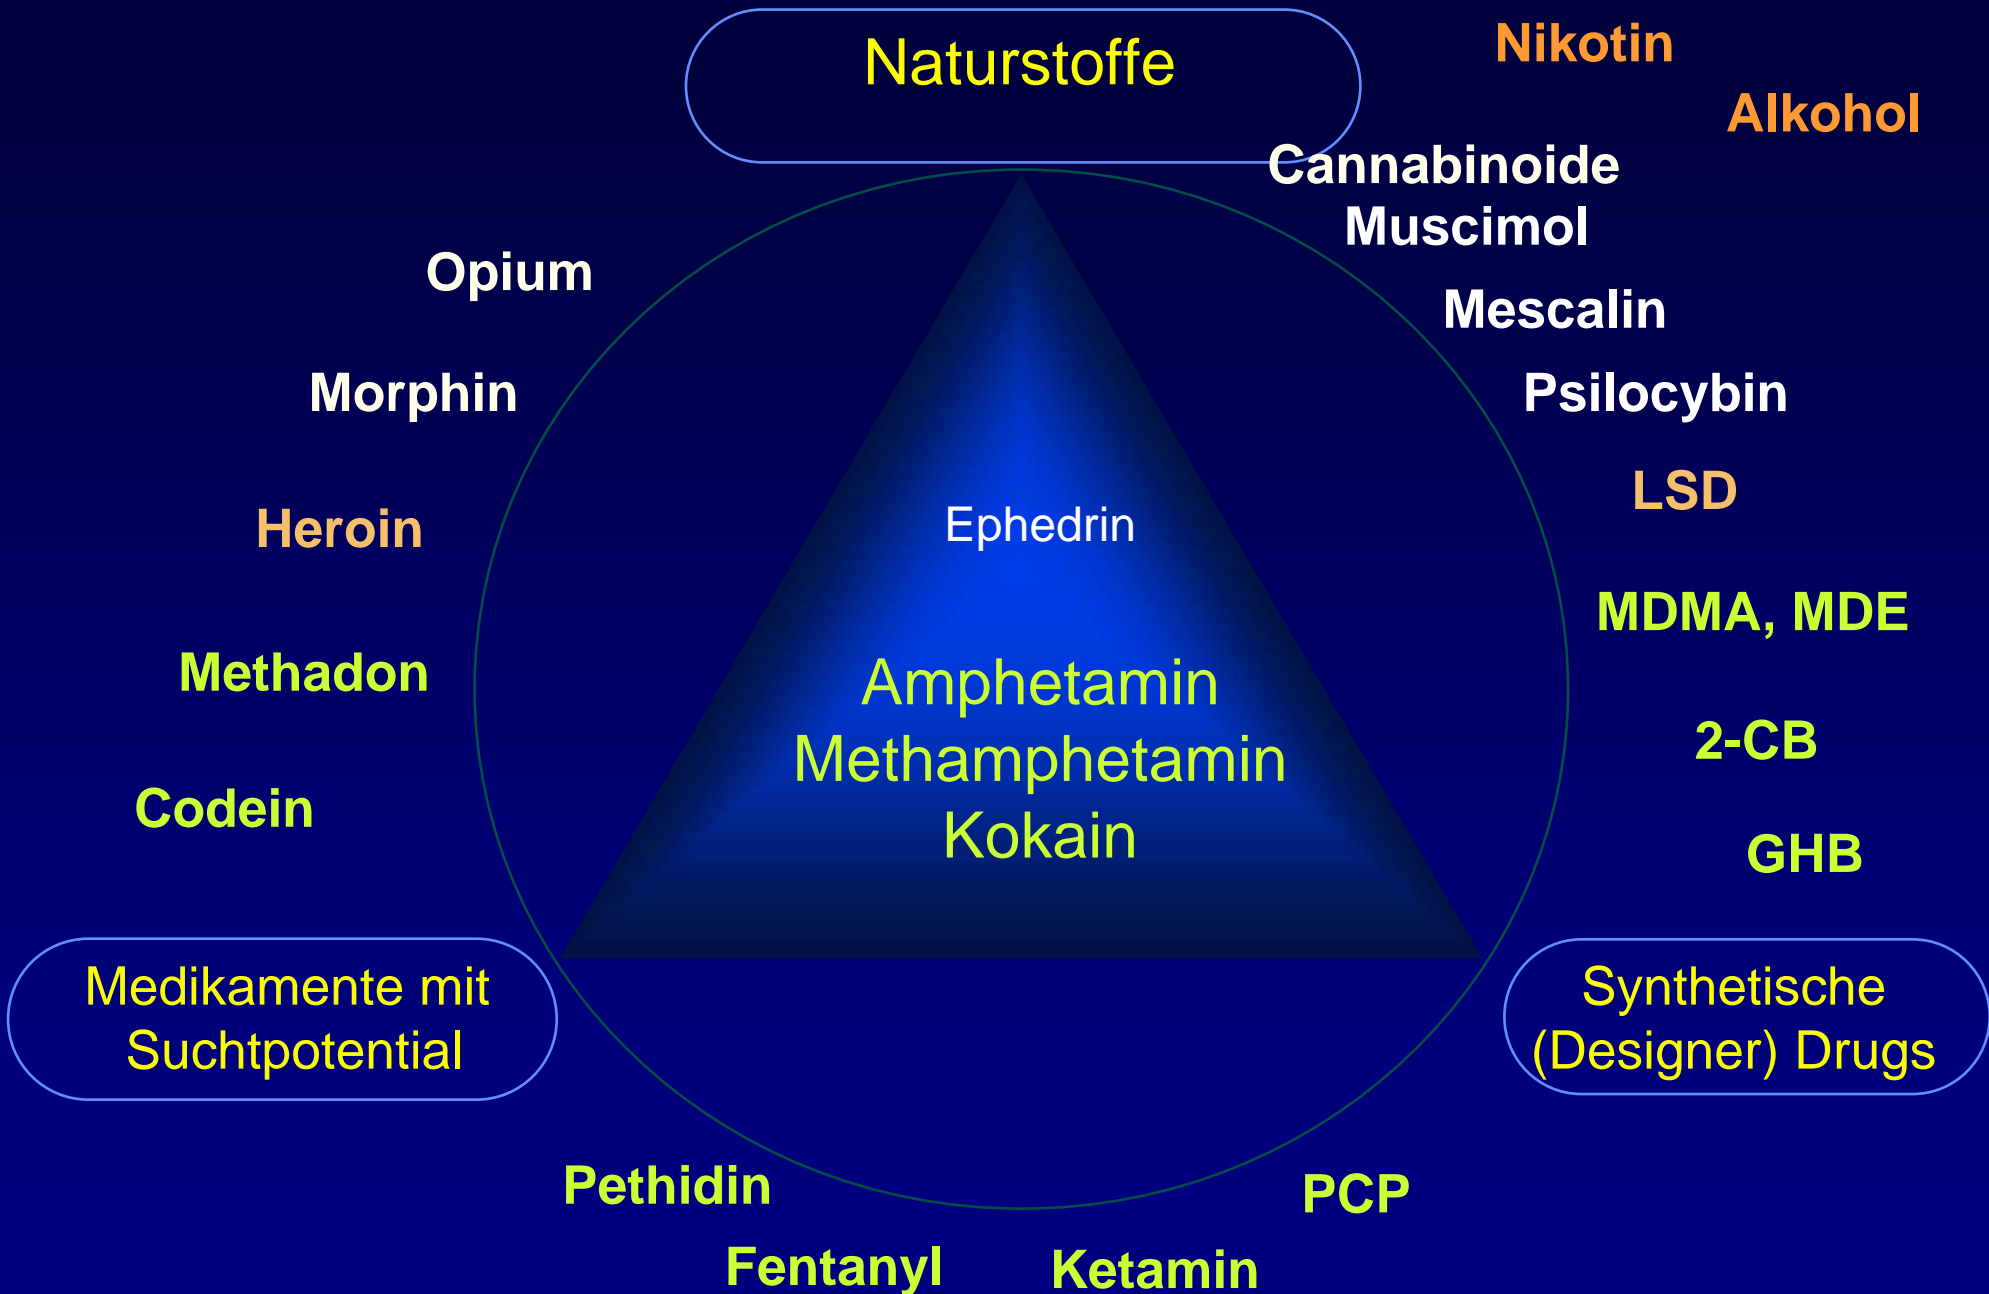 Naturstoffe
Nikotin
Alkohol
Cannabinoide
Muscimol
Opium
Mescalin
Morphin
Psilocybin
LSD
Heroin
Ephedrin
MDMA, MDE
Methadon
Amphetamin
Methamphetamin
Kokain
2-CB
Codein
GHB
Medikamente mit
Suchtpotential
Synthetische
(Designer) Drugs
Pethidin
PCP
Fentanyl
Ketamin